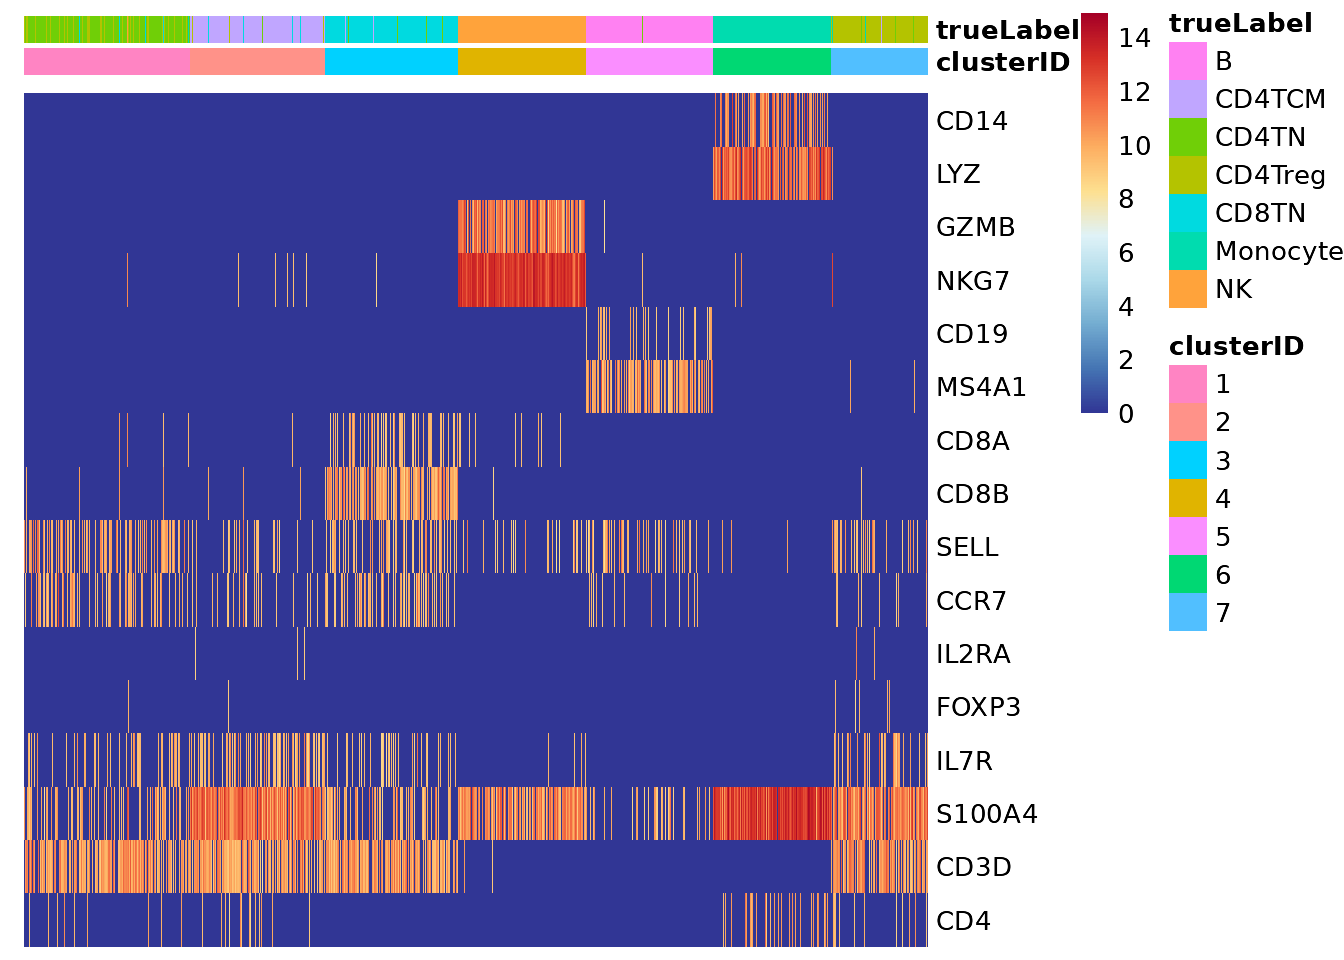 trueLabel
clusterID
CD14
LYZ
GZMB
NKG7
CD19
MS4A1
CD8A
CD8B
SELL
CCR7
IL2RA
FOXP3
IL7R
S100A4
CD3D
CD4
14
12
10
8
6
4
2
0
trueLabel
B
CD4TCM
CD4TN
CD4Treg
CD8TN
Monocyte
NK
clusterID
1
2
3
4
5
6
7